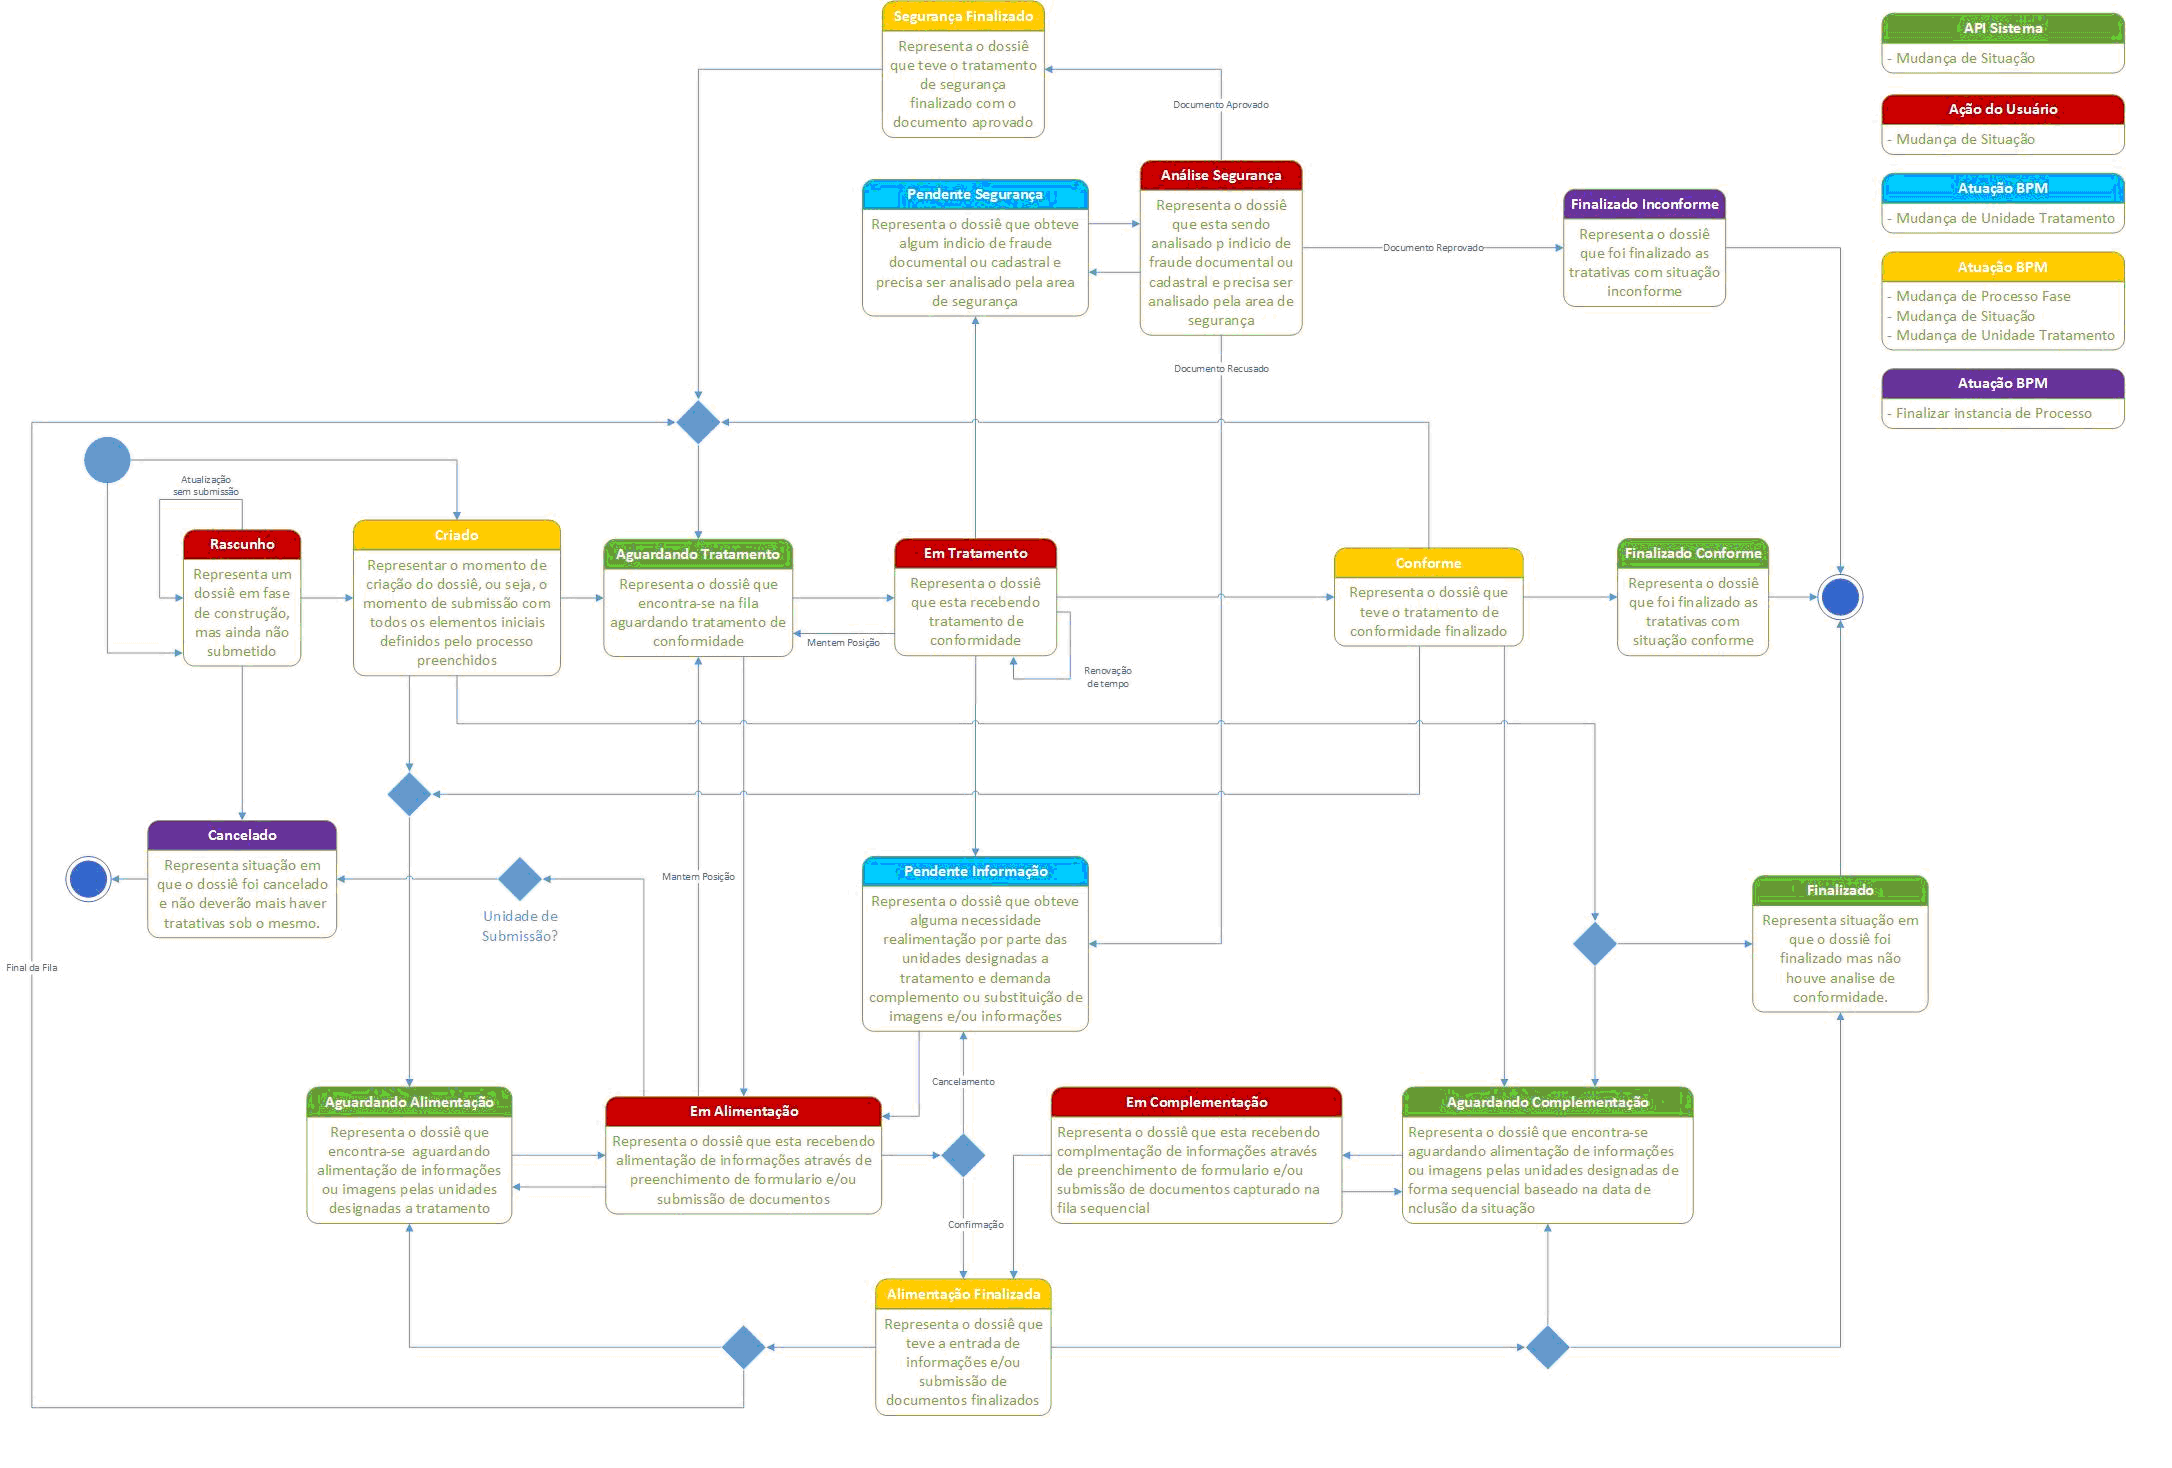 Segurança Finalizado
Representa o dossiê
que teve o tratamento
de segurança
finalizado com o
documento aprovado
API Sistema
- Mudança de Situação
Ação do Usuário
- Mudança de Situação
Atuação BPM
- Mudança de Unidade Tratamento
Atuação BPM
- Mudança de Processo Fase
- Mudança de Situação
- Mudança de Unidade Tratamento
Atuação BPM
- Finalizar instancia de Processo
Documento Aprovado
Pendente Segurança
Representa o dossiê que obteve
algum indicio de fraude
documental ou cadastral e
precisa ser analisado pela area
de segurança
Análise Segurança
Representa o dossiê
que esta sendo
analisado p indicio de
fraude documental ou
cadastral e precisa ser
analisado pela area de
segurança
Documento Reprovado
Finalizado Inconforme
Representa o dossiê
que foi finalizado as
tratativas com situação
inconforme
Documento Recusado
Atualização
sem submissão
Rascunho
Representa um
dossiê em fase
de construção,
mas ainda não
submetido
Criado
Representar o momento de
criação do dossiê, ou seja, o
momento de submissão com
todos os elementos iniciais
definidos pelo processo
preenchidos
Aguardando Tratamento
Representa o dossiê que
encontra-se na fila
aguardando tratamento de
conformidade
Mentem Posição
Em Tratamento
Representa o dossiê
que esta recebendo
tratamento de
conformidade
Renovação
de tempo
Conforme
Representa o dossiê que
teve o tratamento de
conformidade finalizado
Finalizado Conforme
Representa o dossiê
que foi finalizado as
tratativas com
situação conforme
Cancelado
Representa situação em
que o dossiê foi cancelado
e não deverão mais haver
tratativas sob o mesmo.
Unidade de
Submissão?
Mantem Posição
Pendente Informação
Representa o dossiê que obteve
alguma necessidade
realimentação por parte das
unidades designadas a
tratamento e demanda
complemento ou substituição de
imagens e/ou informações
Finalizado
Representa situação em
que o dossiê foi
finalizado mas não
houve analise de
conformidade.
Final da Fila
Cancelamento
Aguardando Alimentação
Representa o dossiê que
encontra-se aguardando
alimentação de informações
ou imagens pelas unidades
designadas a tratamento
Em Alimentação
Representa o dossiê que esta recebendo
alimentação de informações através de
preenchimento de formulario e/ou
submissão de documentos
Em Complementação
Representa o dossiê que esta recebendo
complmentação de informações através
de preenchimento de formulario e/ou
submissão de documentos capturado na
fila sequencial
Aguardando Complementação
Representa o dossiê que encontra-se
aguardando alimentação de informações
ou imagens pelas unidades designadas de
forma sequencial baseado na data de
nclusão da situação
Confirmação
Alimentação Finalizada
Representa o dossiê que
teve a entrada de
informações e/ou
submissão de
documentos finalizados